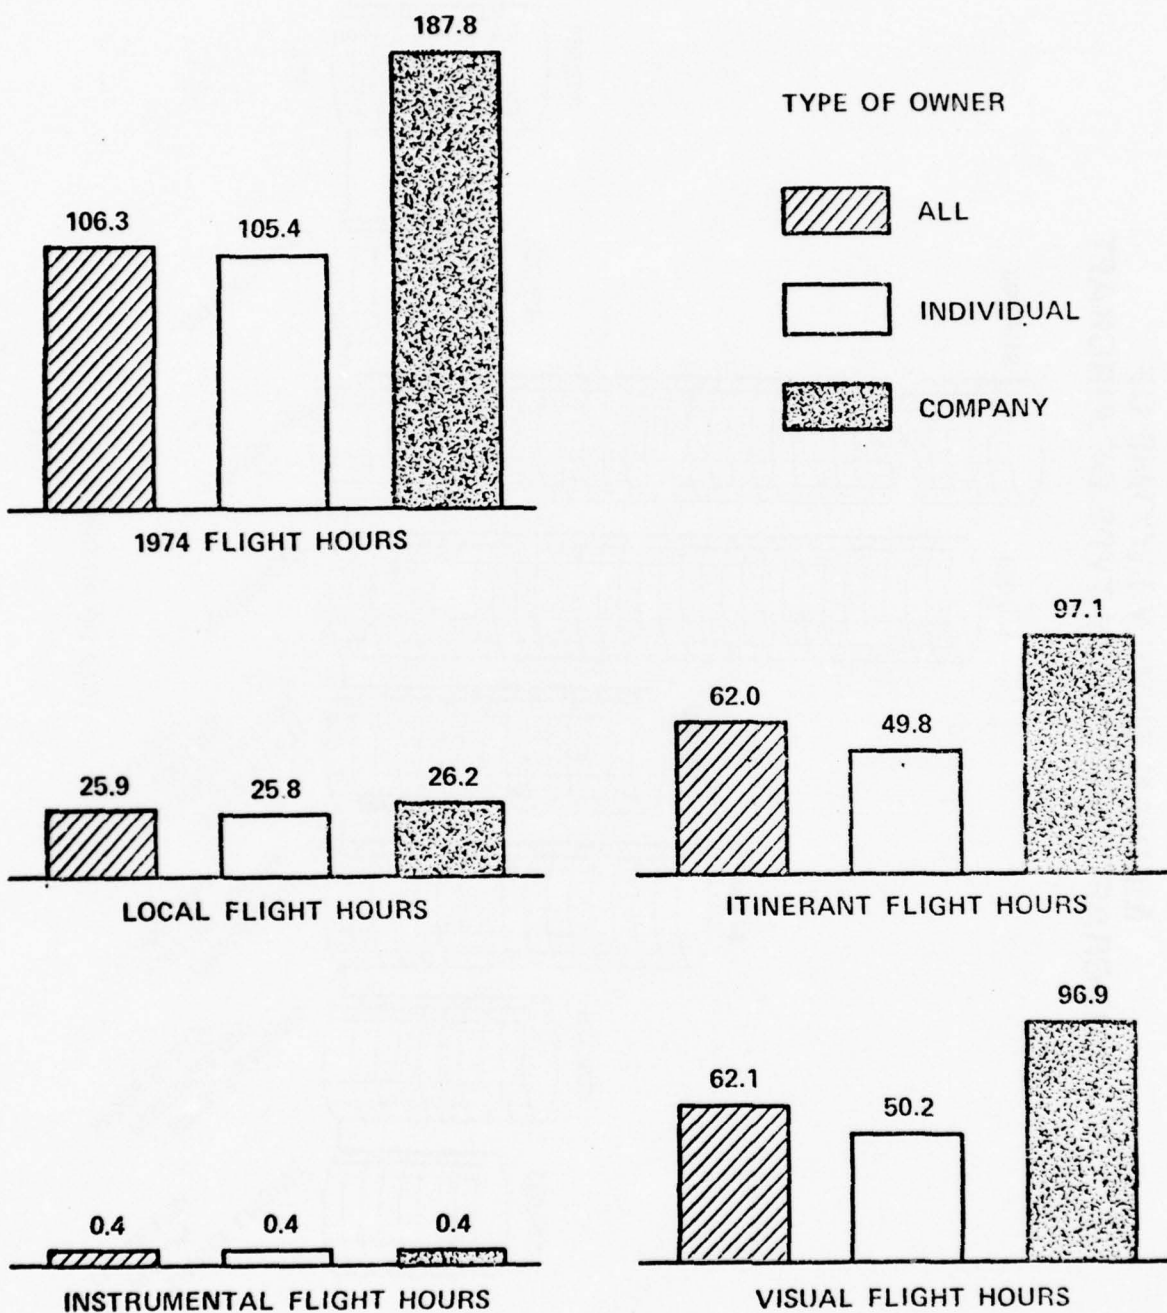 187.8
TYPE OF OWNER
106.3
105.4
ALL
INDIVIDUAL
COMPANY
1974 FLIGHT HOURS
97.1
62.0
49.8
25.9
25.8
26.2
LOCAL FLIGHT HOURS
ITINERANT FLIGHT HOURS
96.9
62.1
50.2
0.4
0.4
0.4
INSTRUMENTAL FLIGHT HOURS
VISUAL FLIGHT HOURS